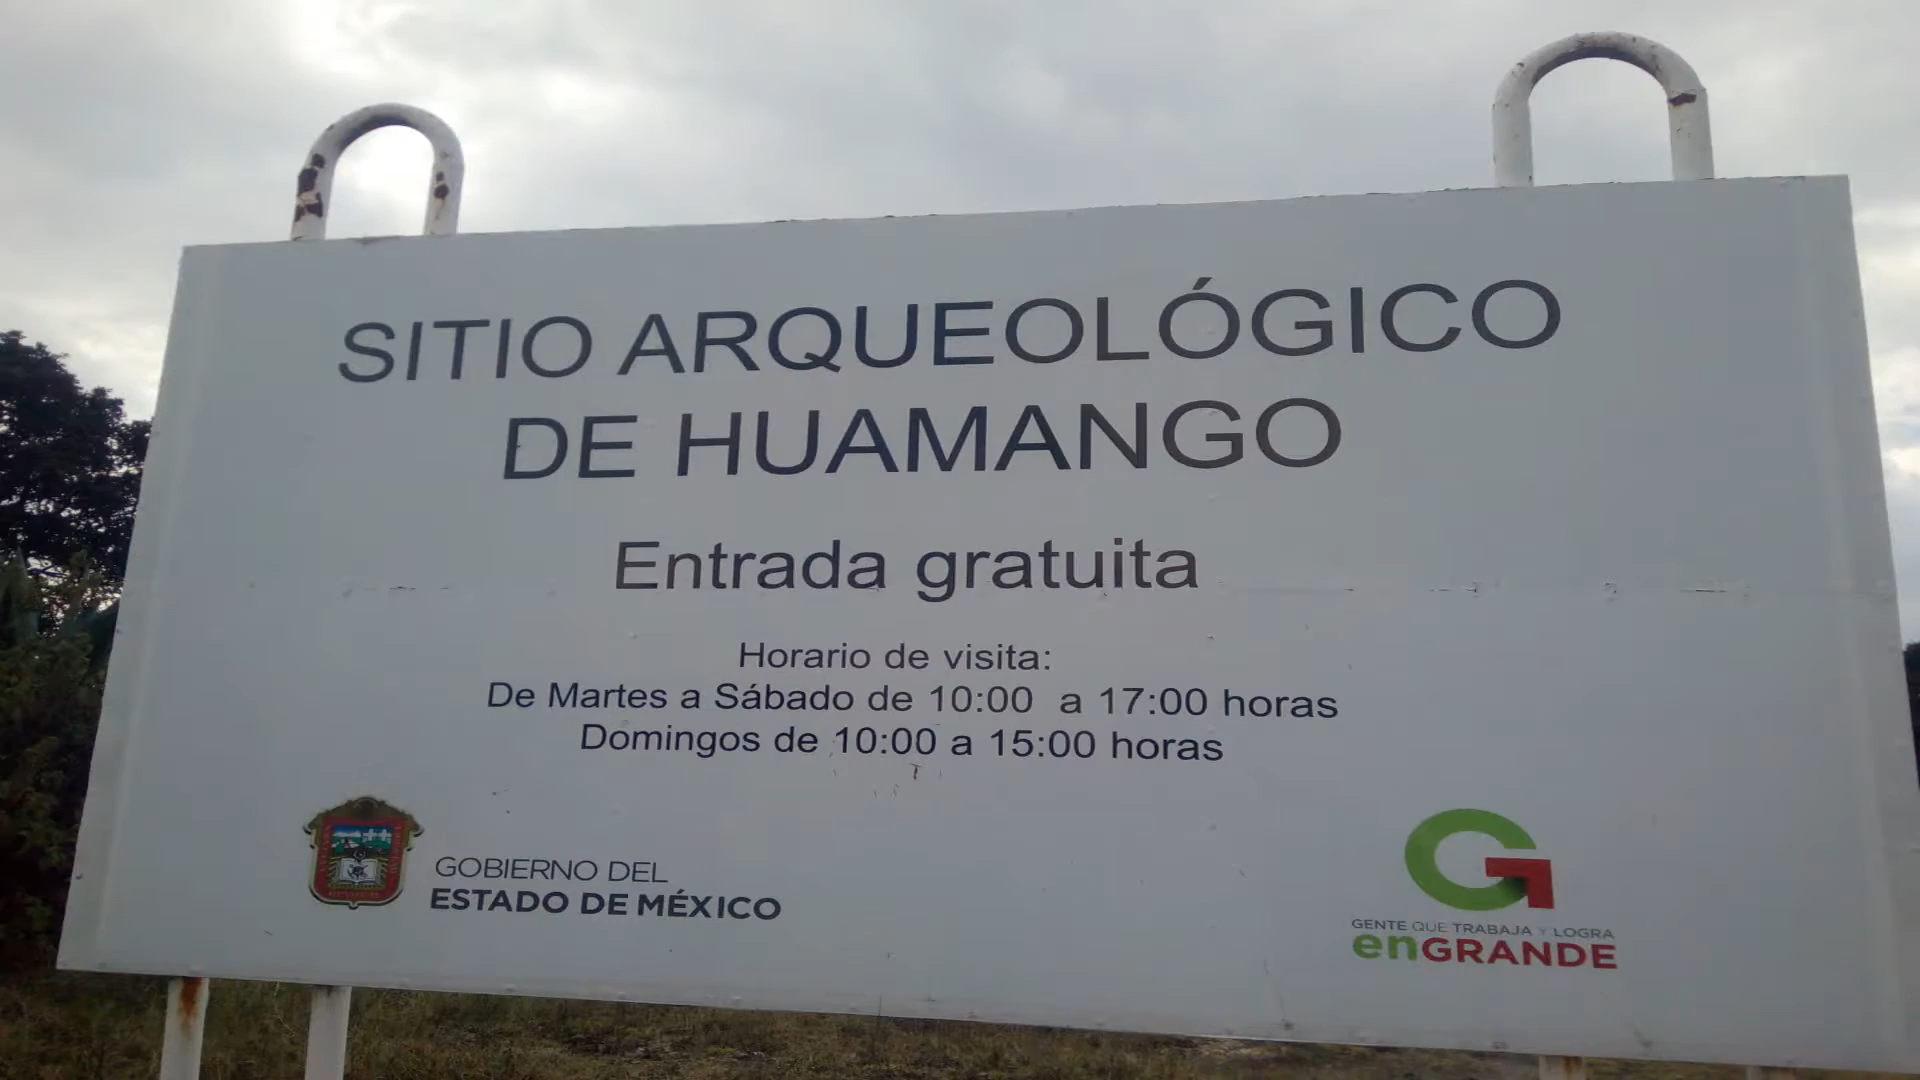 SITIO ARQUEOLÓGICO
DE HUAMANGO
Entrada gratuita
Horario de visita:
De Martes a Sábado de 10:00 a 17:00 horas
Domingos de 10:00 a 15:00 horas
GOBIERNO DEL
ESTADO DE MÉXICO
GENTE QUE TRABAJA Y LOGRA
enGRANDE